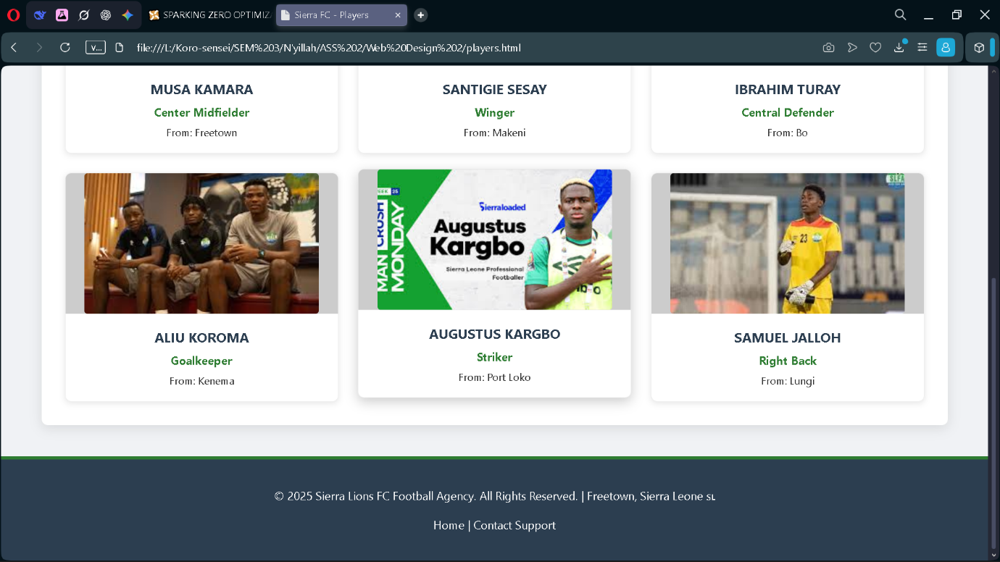 SPARKING ZERO OPTIMIZ
Sierra FC - Players
V...
file:///L:/Koro-sensei/SEM%203/N'yillah/ASS%202/Web%20Design%202/players.html
MUSA KAMARA
SANTIGIE SESAY
IBRAHIM TURAY
Center Midfielder
Winger
Central Defender
From: Freetown
From: Makeni
From: Bo
EEK 25
MAN CRUSH
MONDAY
Sierraloaded
Augustus
Kargbo
Sierra Leone Professional
Footballer
SLFA
23
ALIU KOROMA
AUGUSTUS KARGBO
SAMUEL JALLOH
Goalkeeper
Striker
Right Back
From: Kenema
From: Port Loko
From: Lungi
© 2025 Sierra Lions FC Football Agency. All Rights Reserved. | Freetown, Sierra Leone SL
Home | Contact Support